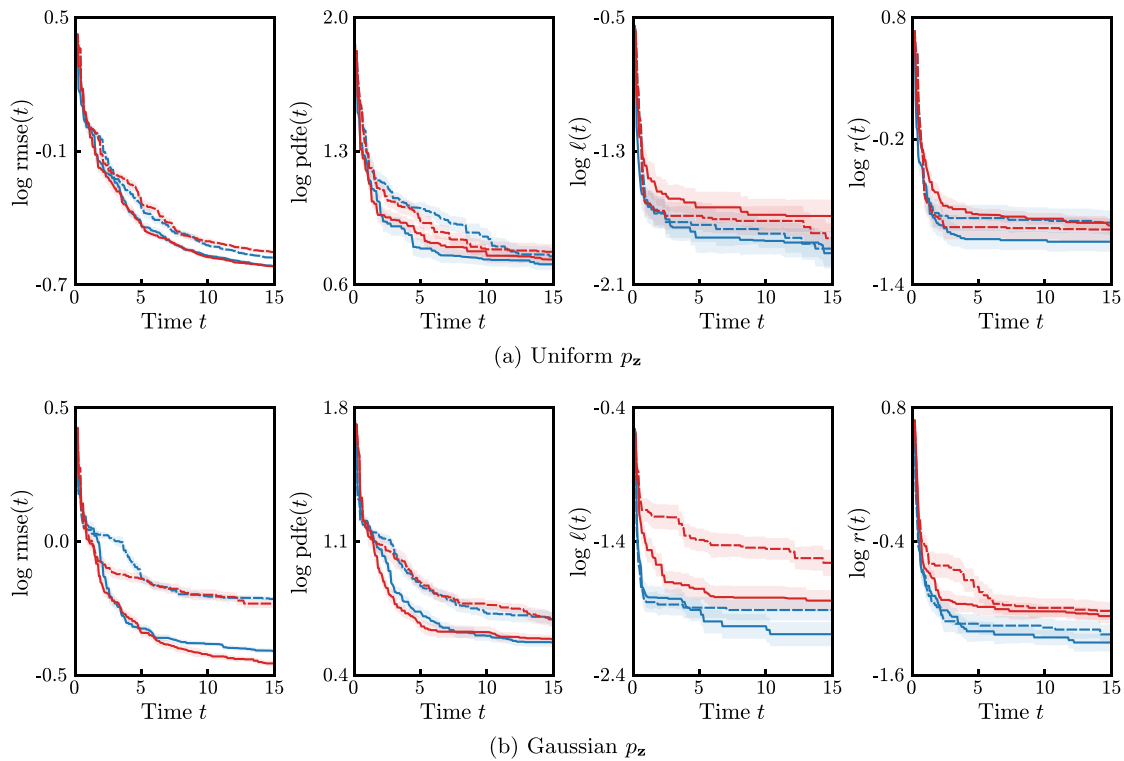 0.5
-0.1
-0.7
log rmse(t)
0 5 10 15
Time t
2.0
1.3
0.6
log pdfe(t)
0 5 10 15
Time t
-0.5
-1.3
-2.1
log ℓ(t)
0 5 10 15
Time t
0.8
-0.2
-1.4
log r(t)
0 5 10 15
Time t
(a) Uniform p_z
0.5
0.0
-0.5
log rmse(t)
0 5 10 15
Time t
1.8
1.1
0.4
log pdfe(t)
0 5 10 15
Time t
-0.4
-1.4
-2.4
log ℓ(t)
0 5 10 15
Time t
0.8
-0.4
-1.6
log r(t)
0 5 10 15
Time t
(b) Gaussian p_z